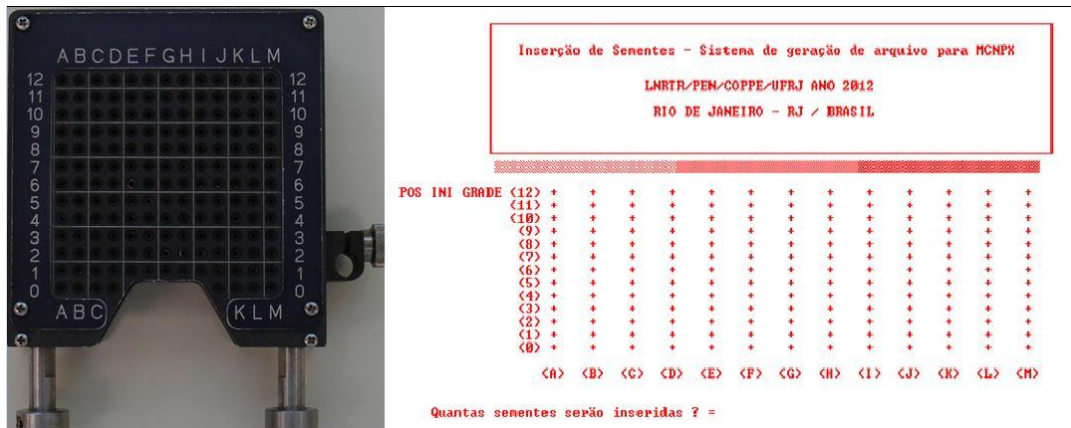 A B C D E F G H I J K L M
12 12
11 11
10 10
9 9
8 8
7 7
6 6
5 5
4 4
3 3
2 2
1 1
0 0
A B C K L M
Inserção de Sementes - Sistema de geração de arquivo para MCNPX
LNRTR/PEN/COPPE/UFRJ ANO 2012
RIO DE JANEIRO - RJ / BRASIL
POS INI GRADE (12) + + + + + + + + + + + + +
(11) + + + + + + + + + + + + +
(10) + + + + + + + + + + + + +
(9) + + + + + + + + + + + + +
(8) + + + + + + + + + + + + +
(7) + + + + + + + + + + + + +
(6) + + + + + + + + + + + + +
(5) + + + + + + + + + + + + +
(4) + + + + + + + + + + + + +
(3) + + + + + + + + + + + + +
(2) + + + + + + + + + + + + +
(1) + + + + + + + + + + + + +
(0) + + + + + + + + + + + + +
(A) (B) (C) (D) (E) (F) (G) (H) (I) (J) (K) (L) (M)
Quantas sementes serão inseridas ? =